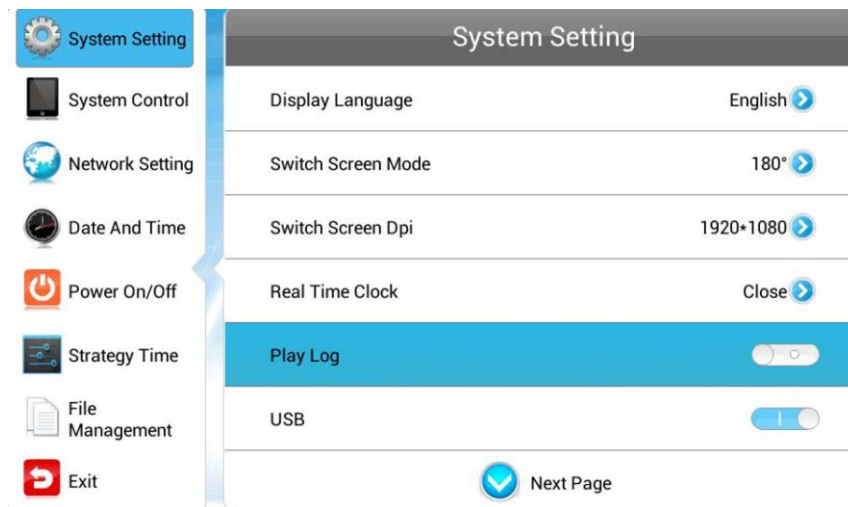 System Setting
System Control
Network Setting
Date And Time
Power On/Off
Strategy Time
File
Management
Exit
System Setting
Display Language English
Switch Screen Mode 180°
Switch Screen Dpi 1920*1080
Real Time Clock Close
Play Log
USB
Next Page